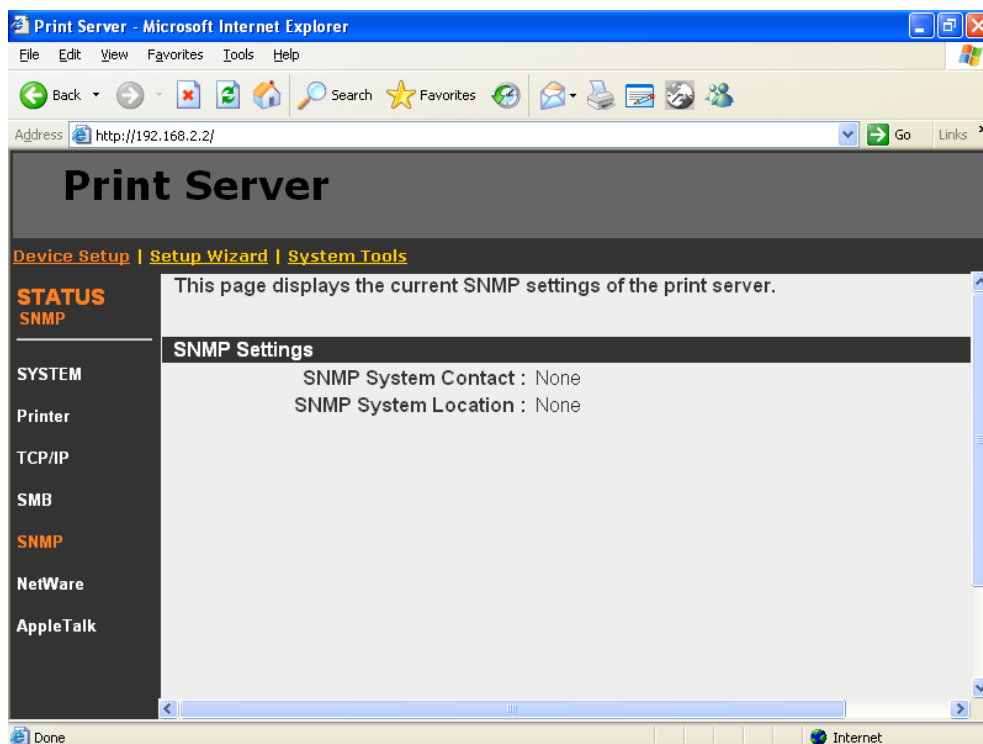 Print Server - Microsoft Internet Explorer
File Edit View Favorites Tools Help
Back Search Favorites
Address http://192.168.2.2/ Go Links
Print Server
Device Setup | Setup Wizard | System Tools
STATUS
SNMP
SYSTEM
Printer
TCP/IP
SMB
SNMP
NetWare
AppleTalk
This page displays the current SNMP settings of the print server.
SNMP Settings
SNMP System Contact : None
SNMP System Location : None
Done Internet